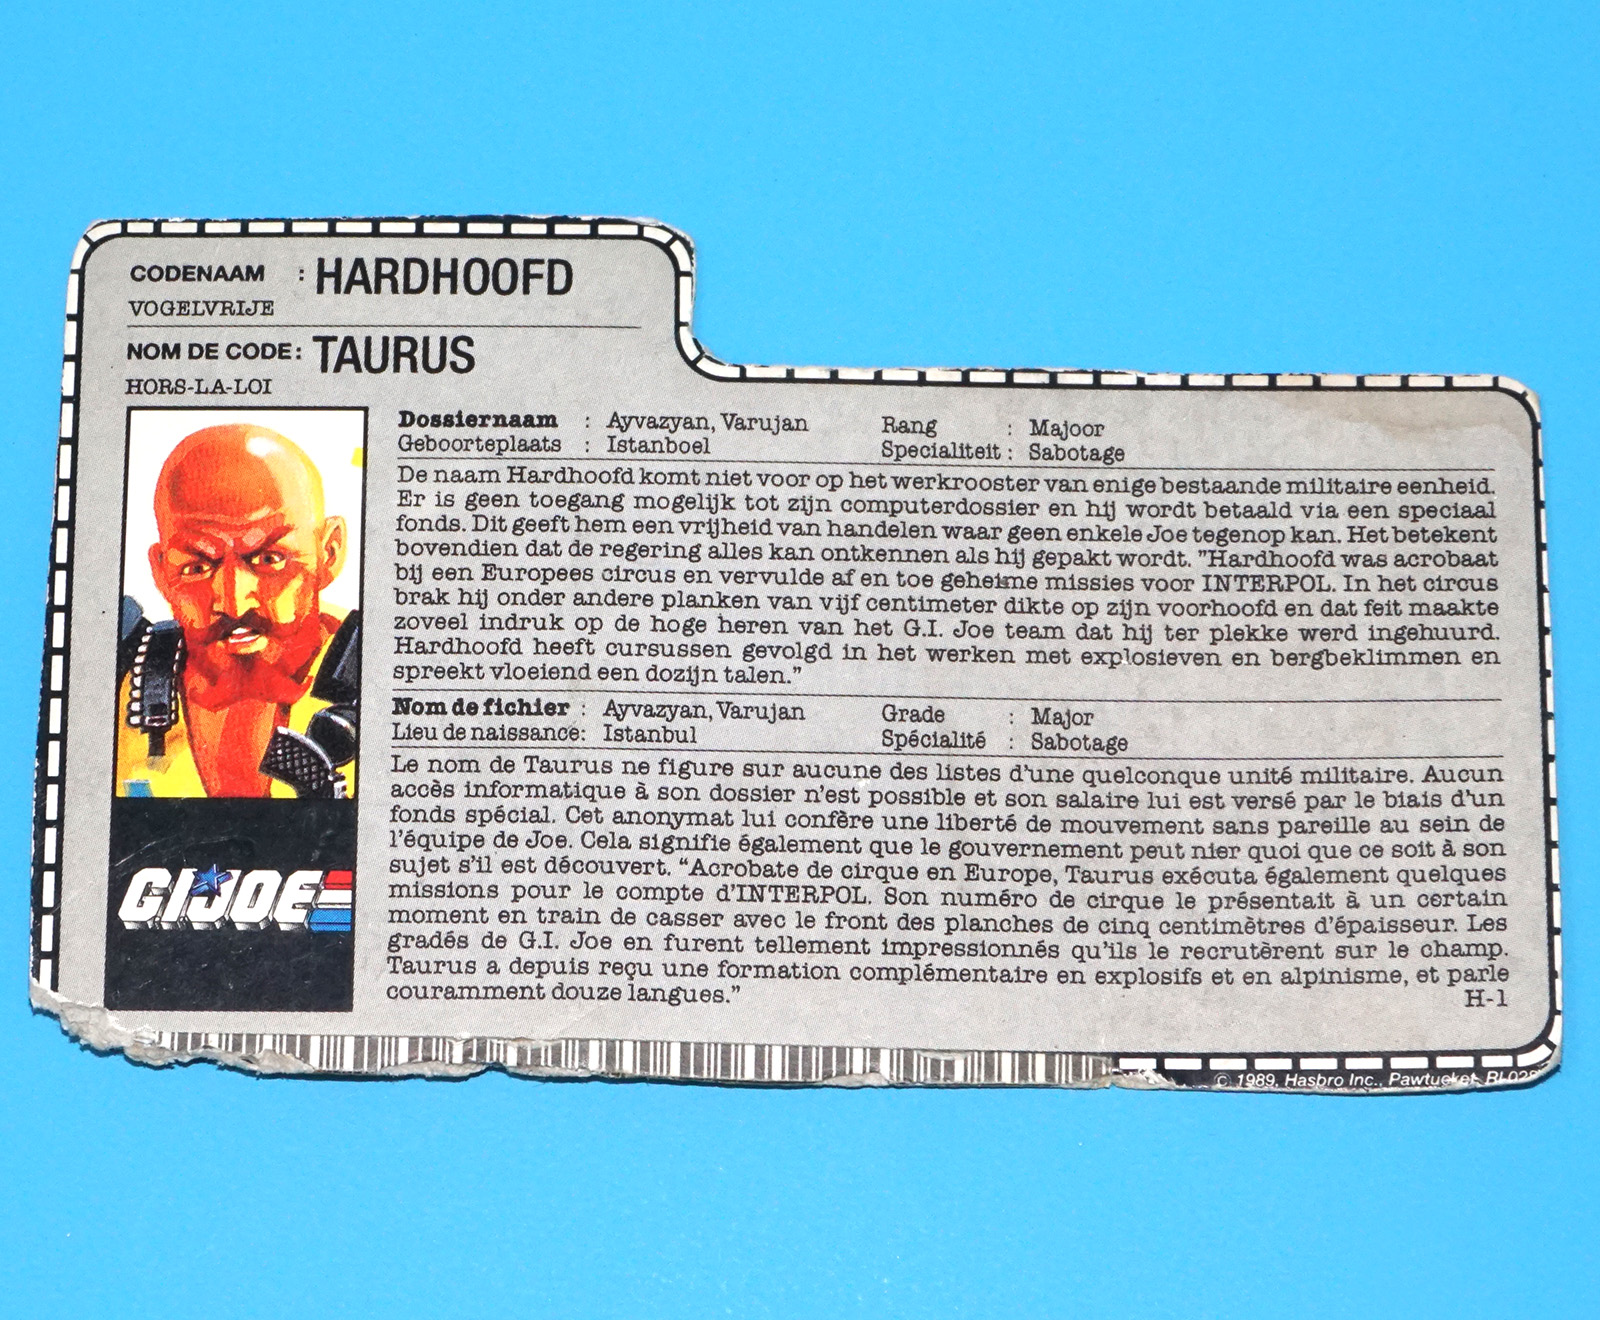 CODENAAM : HARDHOOFD
VOGELVRIJE
NOM DE CODE: TAURUS
HORS-LA-LOI
Dossiernaam : Ayvazyan, Varujan Rang : Majoor
Geboorteplaats : Istanboel Specialiteit : Sabotage
De naam Hardhoofd komt niet voor op het werkrooster van enige bestaande militaire eenheid.
Er is geen toegang mogelijk tot zijn computerdossier en hij wordt betaald via een speciaal
fonds. Dit geeft hem een vrijheid van handelen waar geen enkele Joe tegenop kan. Het betekent
bovendien dat de regering alles kan ontkennen als hij gepakt wordt. "Hardhoofd was acrobaat
bij een Europees circus en vervulde af en toe geheime missies voor INTERPOL. In het circus
brak hij onder andere planken van vijf centimeter dikte op zijn voorhoofd en dat feit maakte
zoveel indruk op de hoge heren van het G.I. Joe team dat hij ter plekke werd ingehuurd.
Hardhoofd heeft cursussen gevolgd in het werken met explosieven en bergbeklimmen en
spreekt vloeiend een dozijn talen.”
Nom de fichier : Ayvazyan, Varujan Grade : Major
Lieu de naissance: Istanbul Spécialité : Sabotage
Le nom de Taurus ne figure sur aucune des listes d'une quelconque unité militaire. Aucun
accès informatique à son dossier n'est possible et son salaire lui est versé par le biais d'un
fonds spécial. Cet anonymat lui confère une liberté de mouvement sans pareille au sein de
l'équipe de Joe. Cela signifie également que le gouvernement peut nier quoi que ce soit à son
sujet s'il est découvert. “Acrobate de cirque en Europe, Taurus exécuta également quelques
missions pour le compte d'INTERPOL. Son numéro de cirque le présentait à un certain
moment en train de casser avec le front des planches de cinq centimètres d'épaisseur. Les
gradés de G.I. Joe en furent tellement impressionnés qu'ils le recrutèrent sur le champ.
Taurus a depuis reçu une formation complémentaire en explosifs et en alpinisme, et parle
couramment douze langues.”
H-1
GI JOE
© 1989, Hasbro Inc., Pawtucket, RI 028